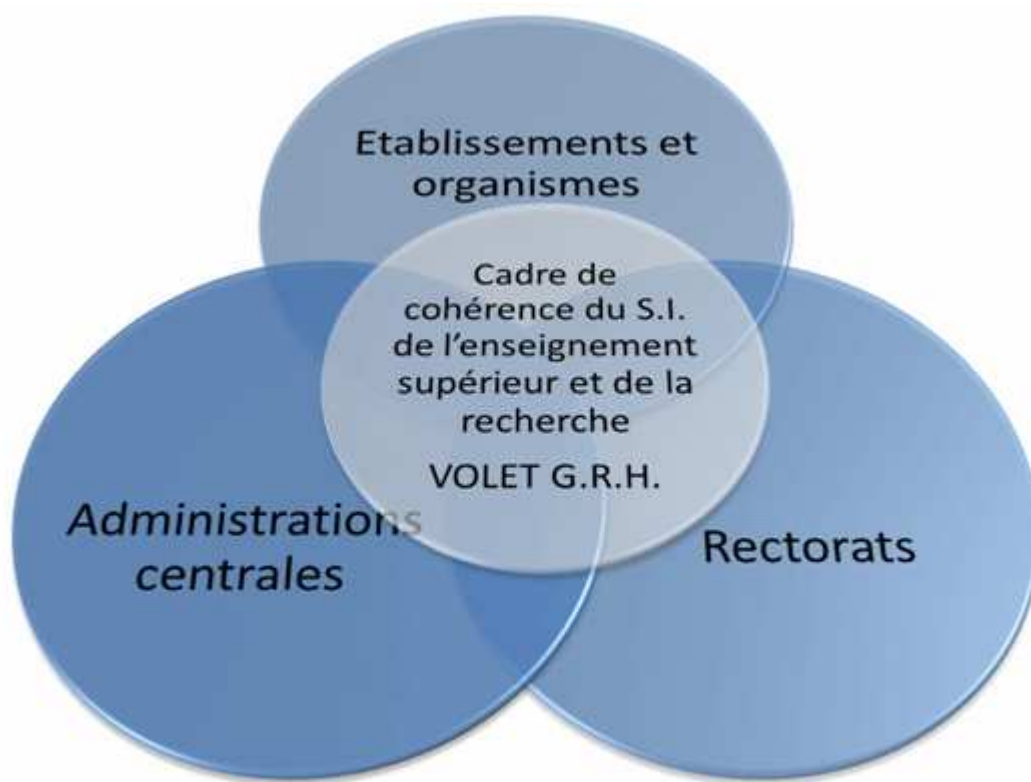 Etablissements et
organismes
Cadre de
cohérence du S.I.
de l'enseignement
supérieur et de la
recherche
VOLET G.R.H.
Administrations
centrales
Rectorats